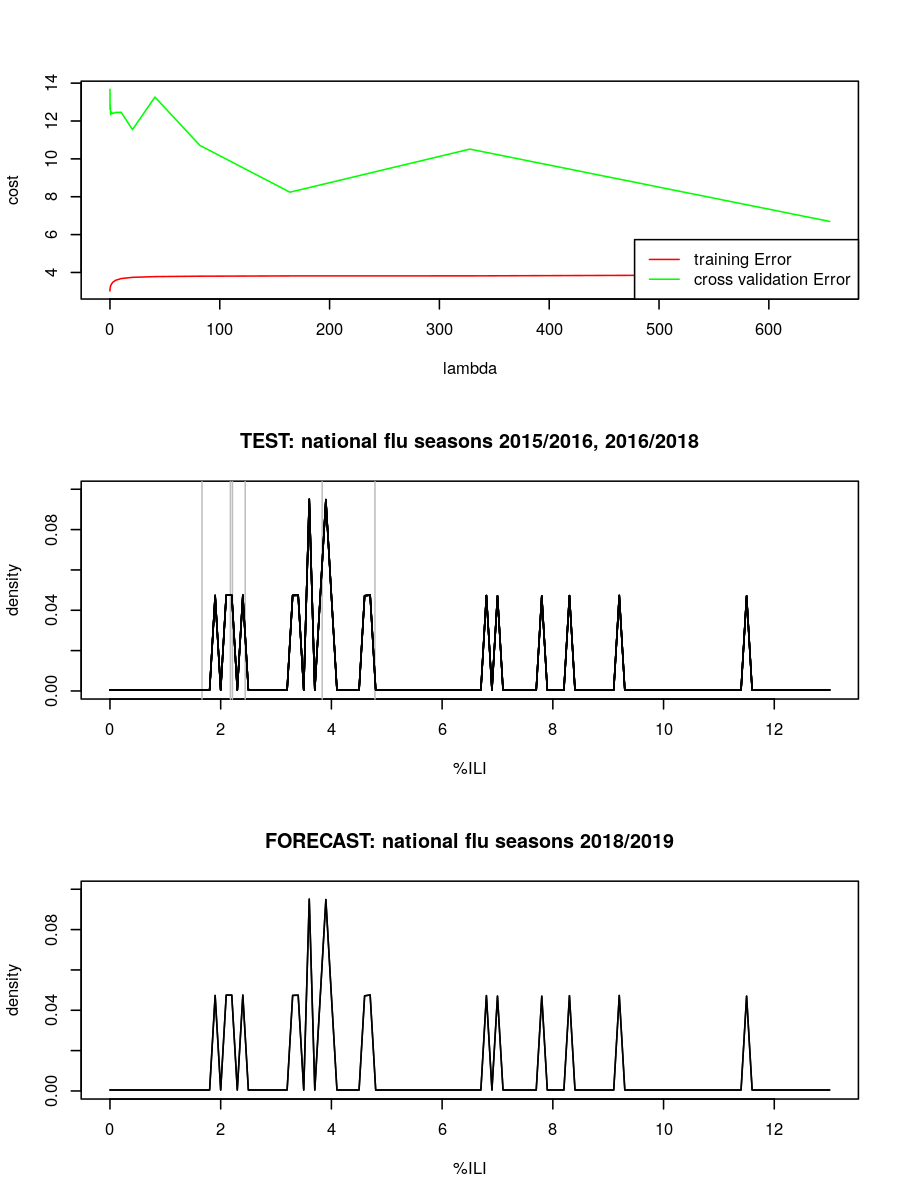 14
12
10
8
6
4
cost
training Error
cross validation Error
0 100 200 300 400 500 600
lambda
TEST: national flu seasons 2015/2016, 2016/2018
0.08
0.04
0.00
density
0 2 4 6 8 10 12
%ILI
FORECAST: national flu seasons 2018/2019
0.08
0.04
0.00
density
0 2 4 6 8 10 12
%ILI